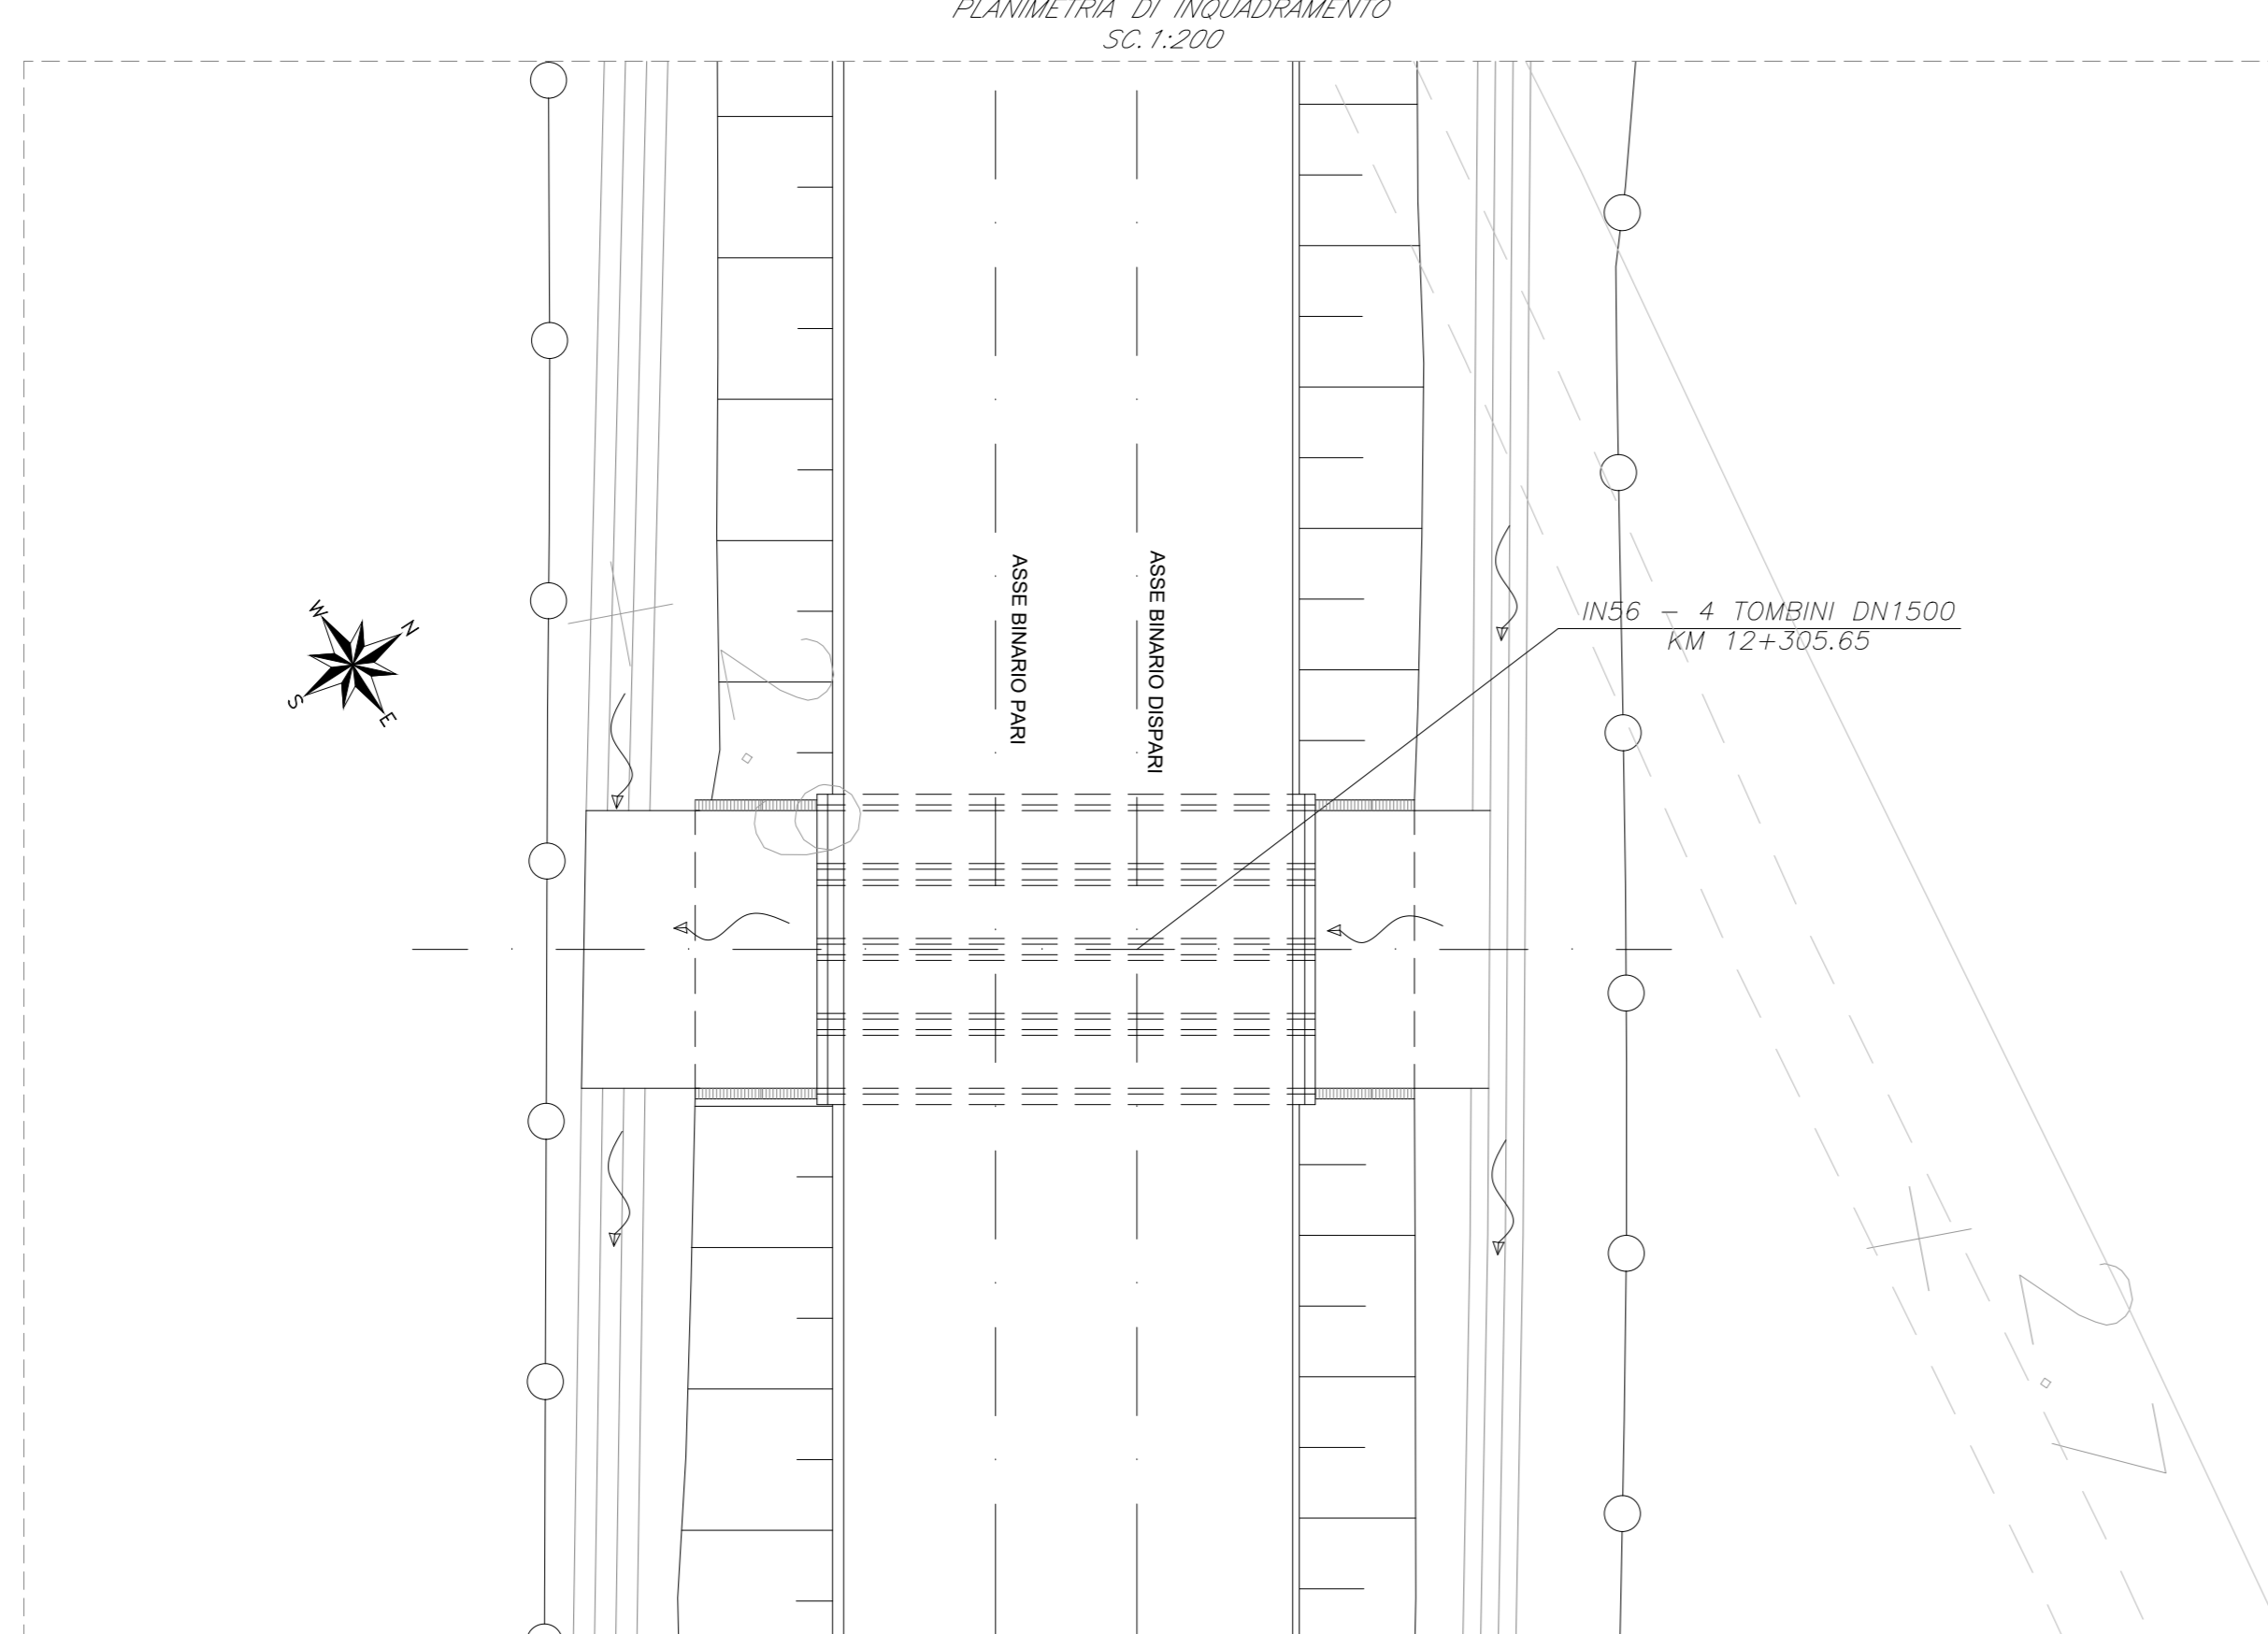 PLANIMETRIA DI INQUADRAMENTO
SC. 1:200
ASSE BINARIO PARI
ASSE BINARIO DISPARI
IN56 - 4 TOMBINI DN1500
KM 12+305.65
W
N
S
E